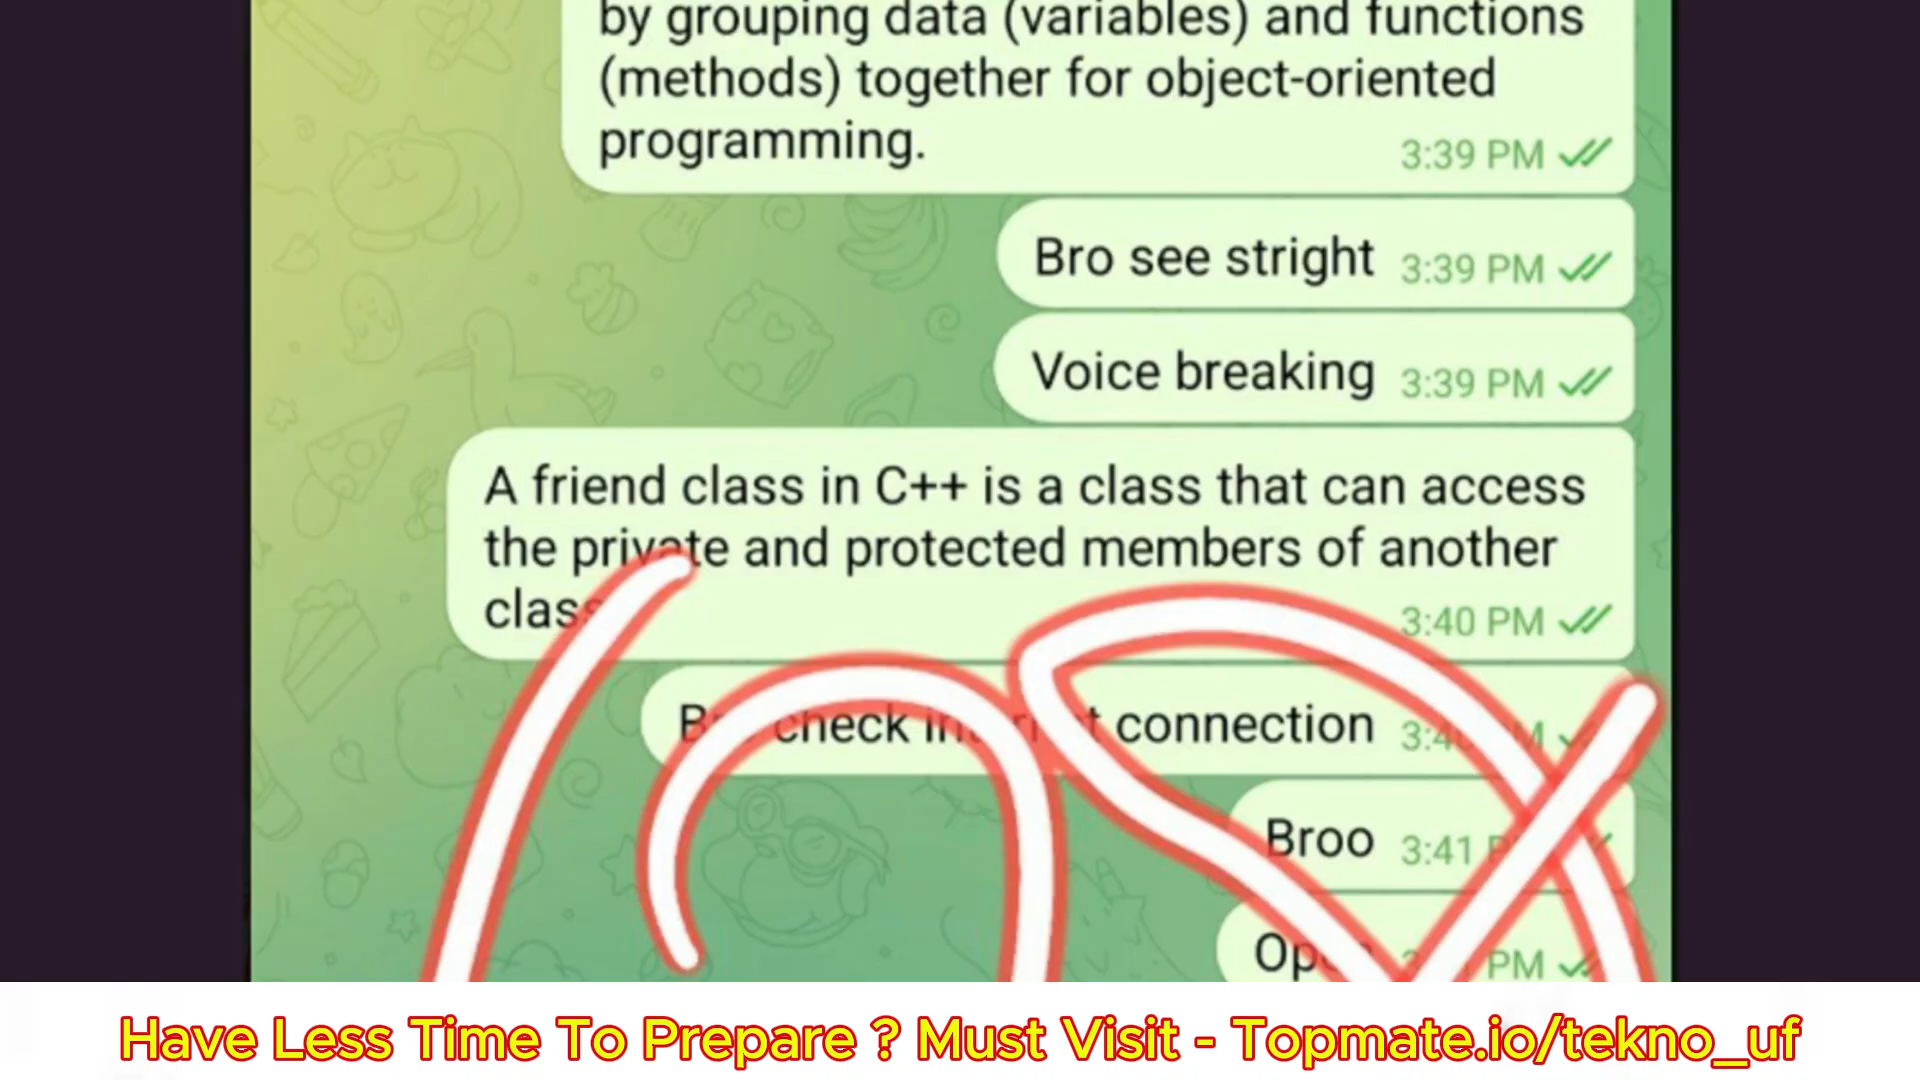 by grouping data (variables) and functions
(methods) together for object-oriented
programming.
3:39 PM
Bro see stright 3:39 PM
Voice breaking 3:39 PM
A friend class in C++ is a class that can access
the private and protected members of another
class
3:40 PM
check connection
Broo 3:41
PM
Have Less Time To Prepare ? Must Visit - Topmate.io/tekno_uf